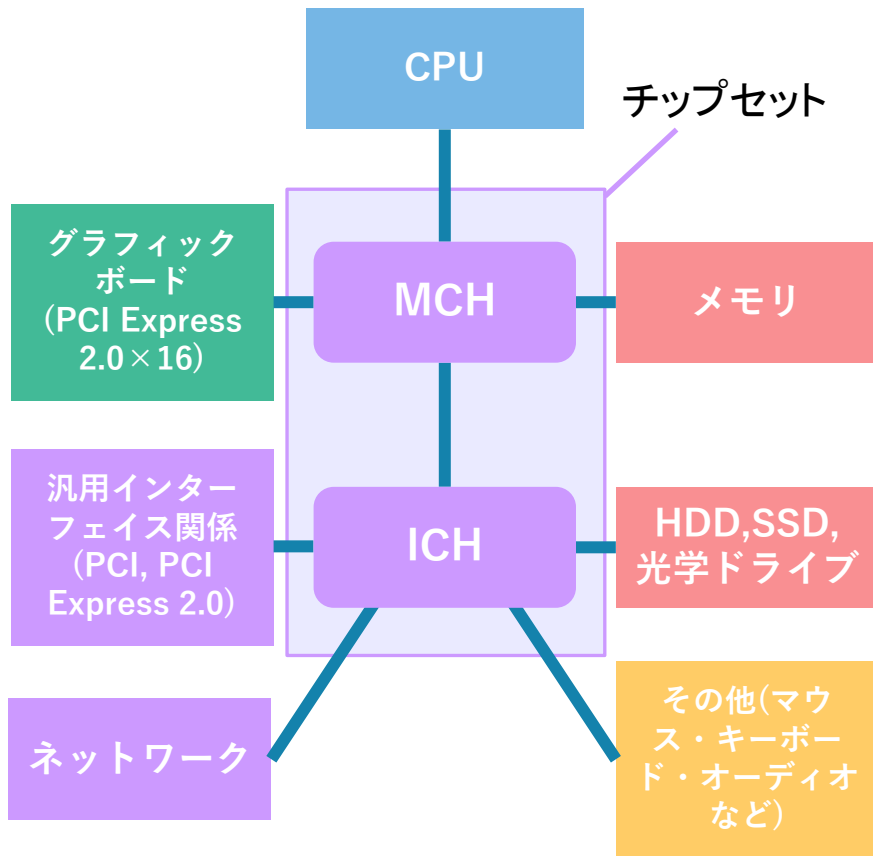 CPU
チップセット
グラフィック
ボード
(PCI Express
2.0×16)
MCH
メモリ
汎用インター
フェイス関係
(PCI, PCI
Express 2.0)
ICH
HDD,SSD,
光学ドライブ
ネットワーク
その他(マウ
ス・キーボー
ド・オーディオ
など)